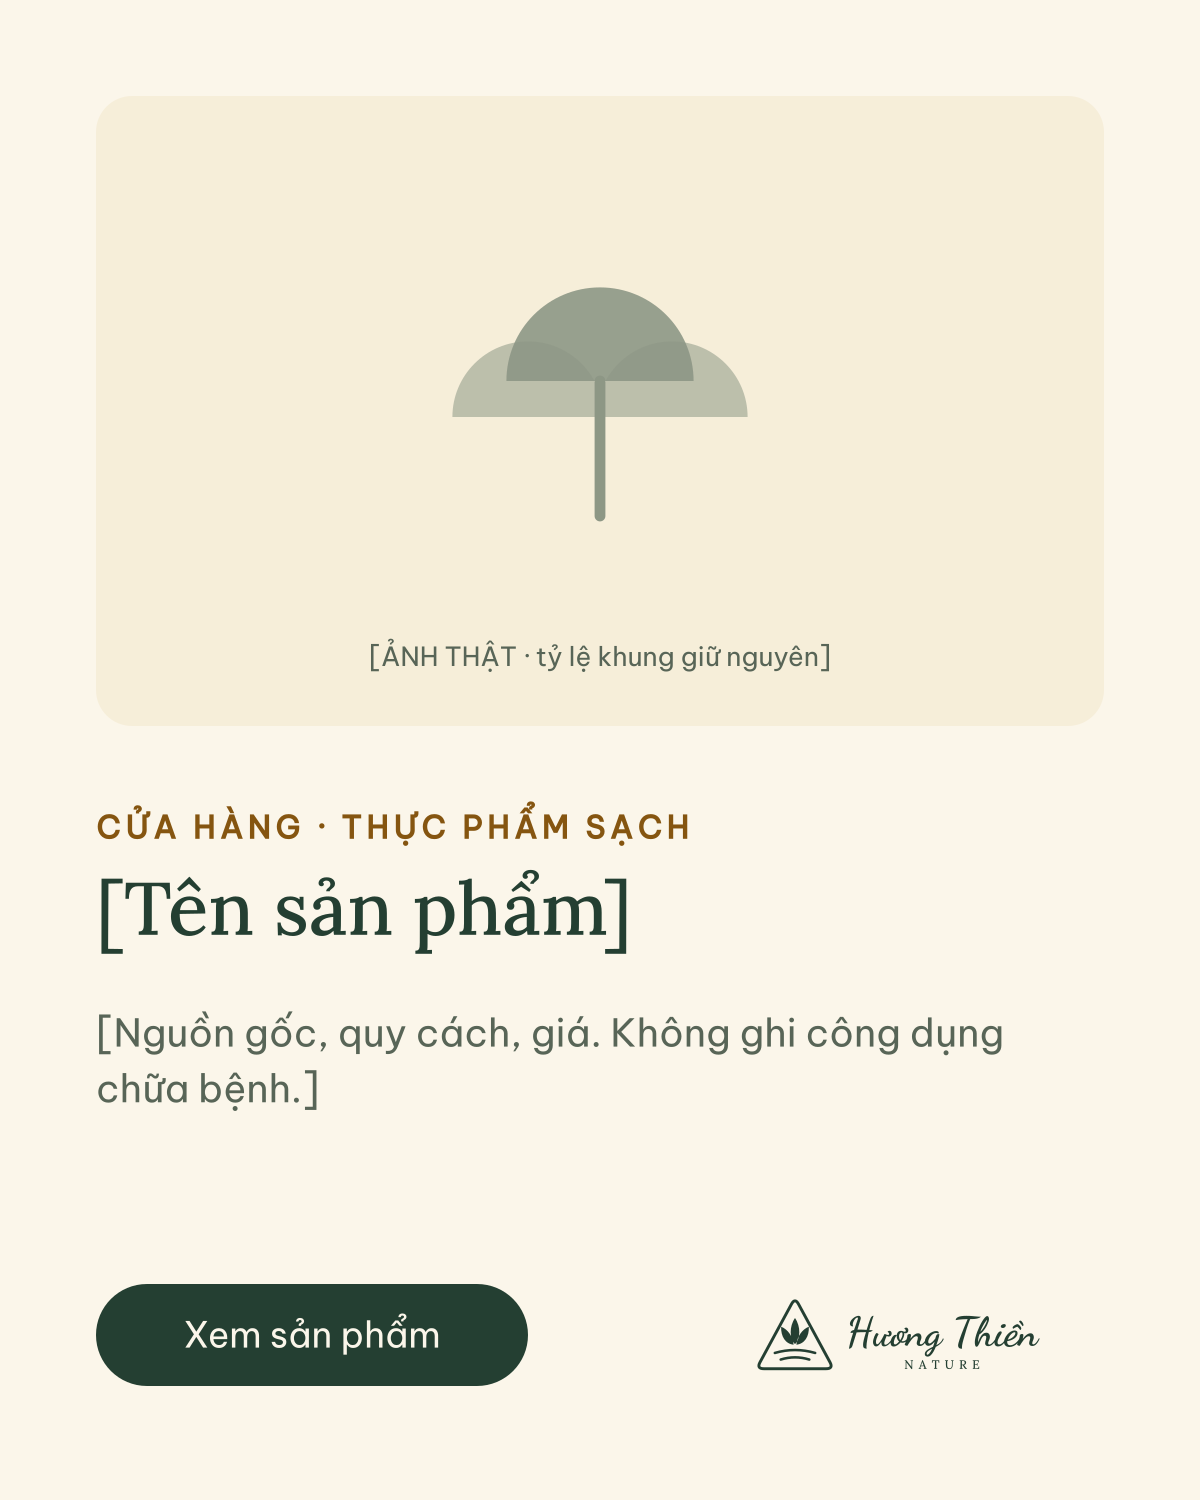 [ẢNH THẬT · tỷ lệ khung giữ nguyên]
CỬA HÀNG · THỰC PHẨM SẠCH
[Tên sản phẩm]
[Nguồn gốc, quy cách, giá. Không ghi công dụng
chữa bệnh.]
Xem sản phẩm
Hương Thiền
NATURE